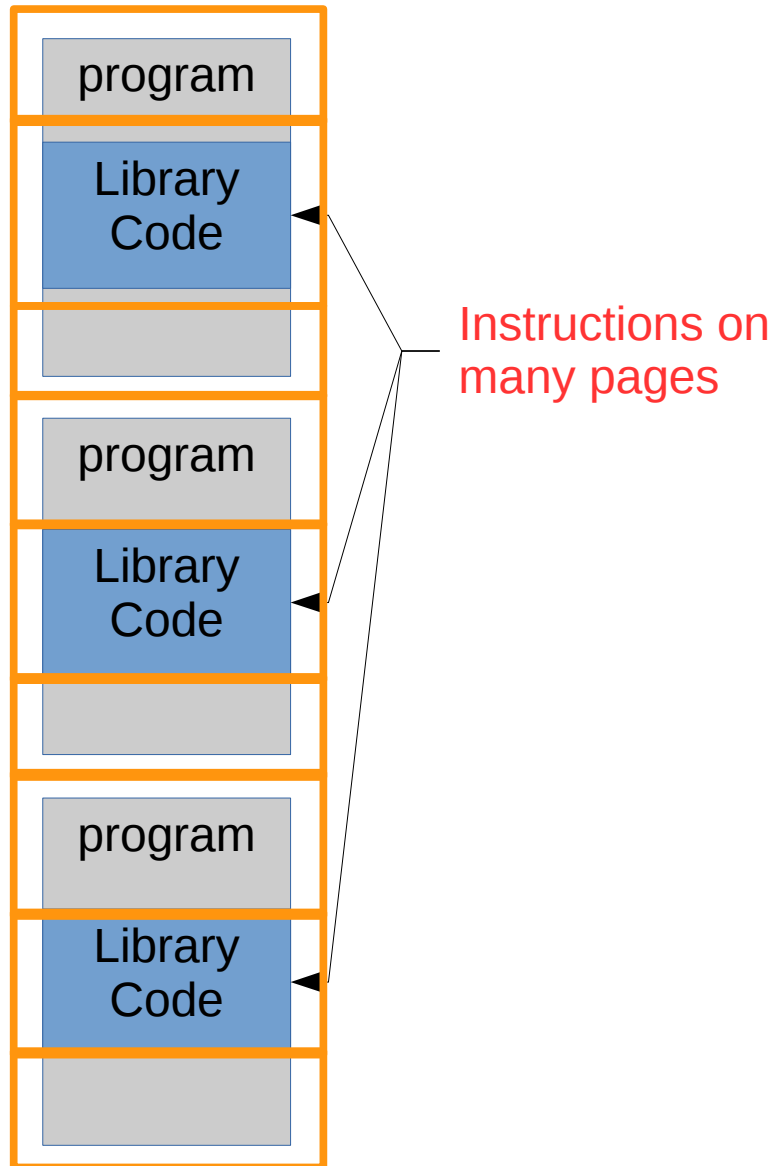 program
Library
Code
Instructions on
many pages
program
Library
Code
program
Library
Code